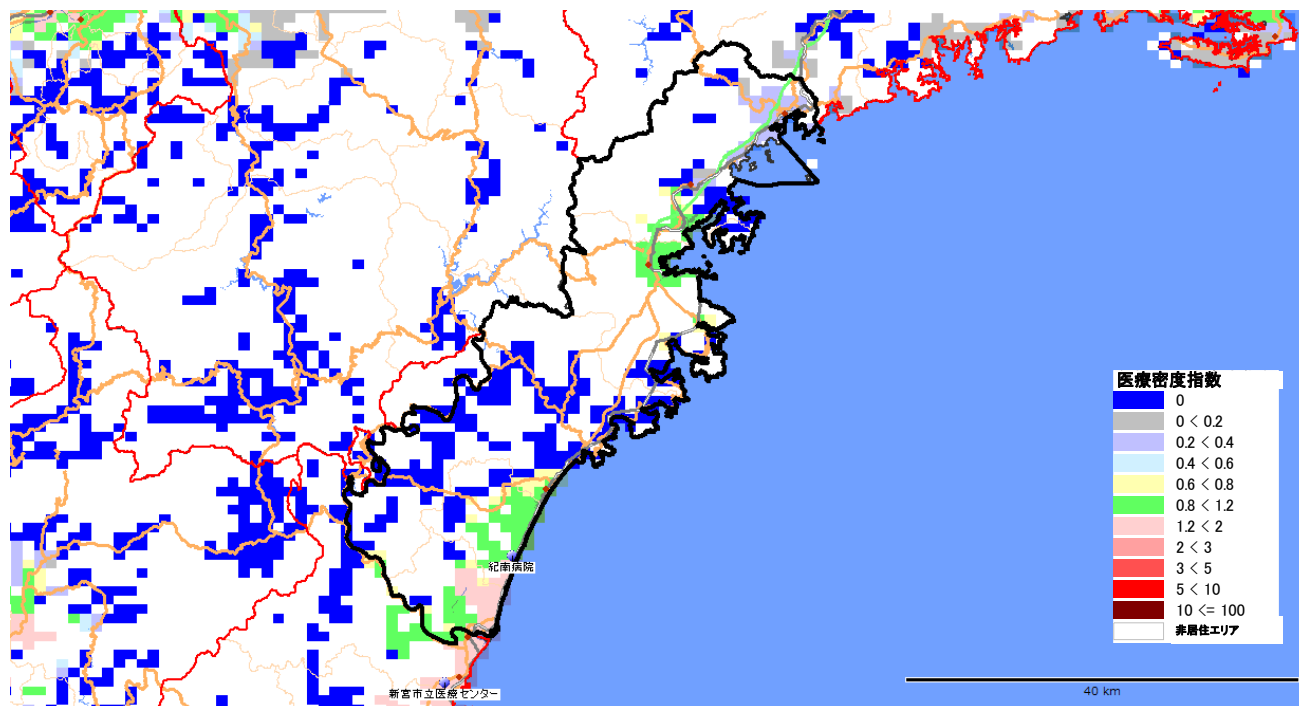 医療密度指数
0
0 < 0.2
0.2 < 0.4
0.4 < 0.6
0.6 < 0.8
0.8 < 1.2
1.2 < 2
2 < 3
3 < 5
5 < 10
10 <= 100
非居住エリア
紀南病院
新宮市立医療センター
40 km